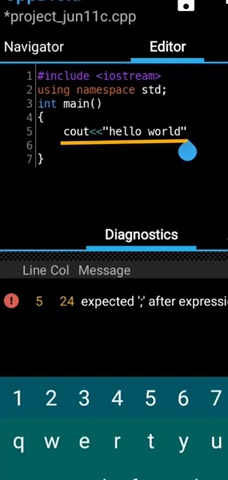 *project_jun11c.cpp
Navigator Editor
1 #include <iostream>
2 using namespace std;
3 int main()
4 {
5 cout<<"hello world"
6
7 }
Diagnostics
Line Col Message
5 24 expected ';' after expressi
1 2 3 4 5 6 7
q w e r t y u